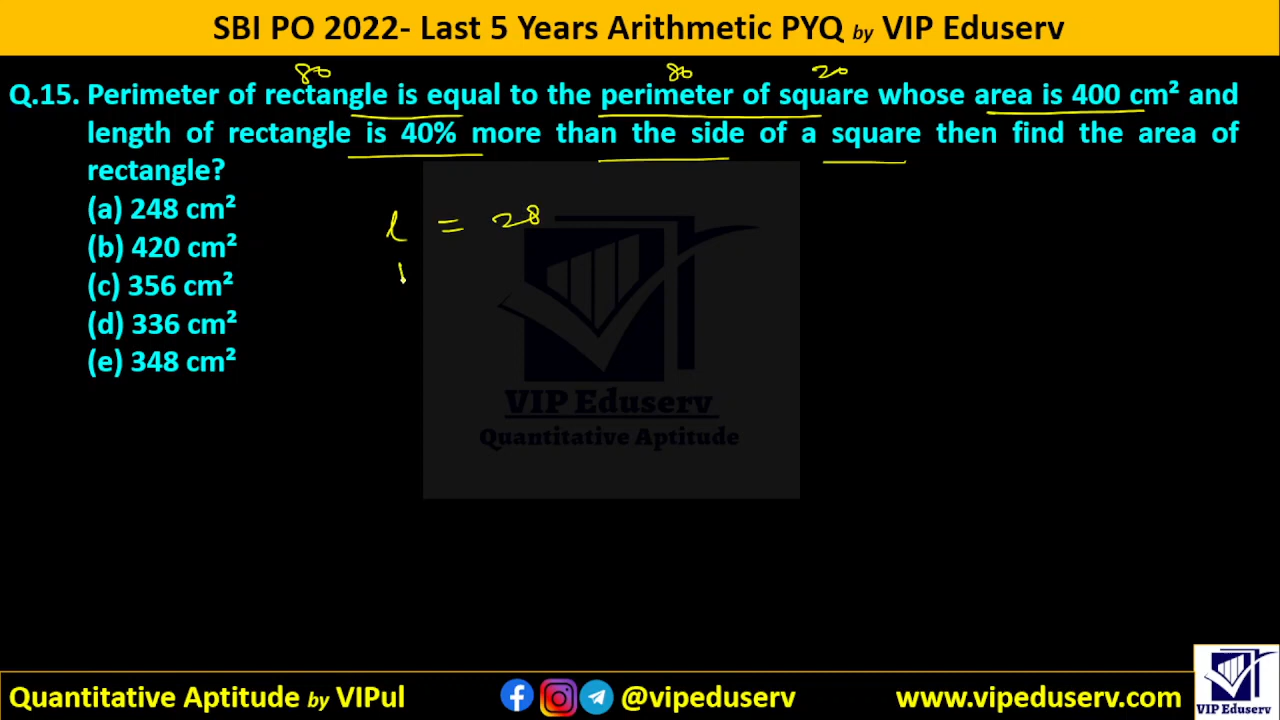 SBI PO 2022- Last 5 Years Arithmetic PYQ by VIP Eduserv
80 80 20
Q.15. Perimeter of rectangle is equal to the perimeter of square whose area is 400 cm² and
length of rectangle is 40% more than the side of a square then find the area of
rectangle?
(a) 248 cm²
(b) 420 cm²
(c) 356 cm²
(d) 336 cm²
(e) 348 cm²
l = 28
VIP Eduserv
Quantitative Aptitude
Quantitative Aptitude by VIPul
@vipeduserv
www.vipeduserv.com
VIP Eduserv